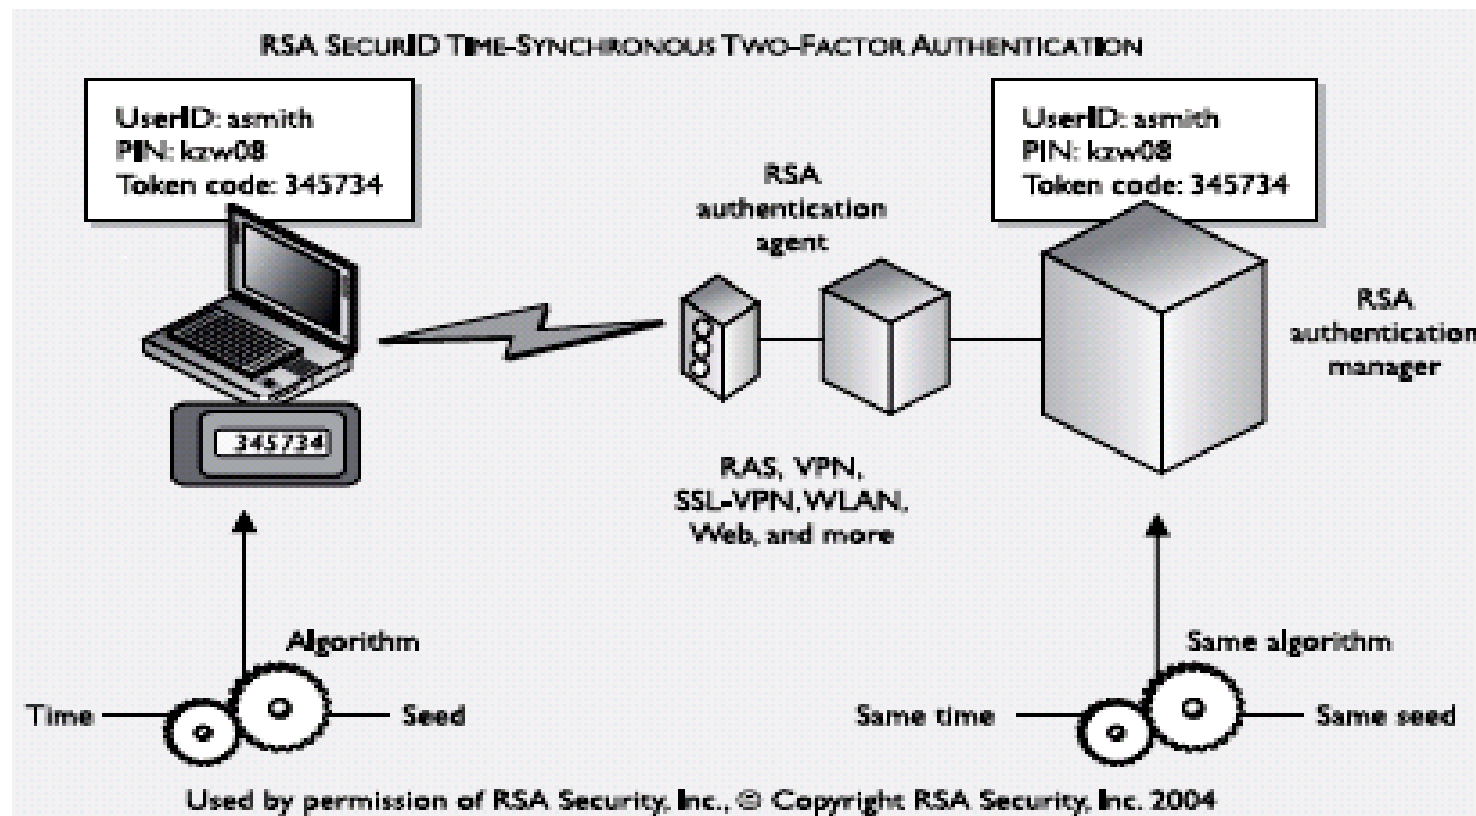 RSA SECURID TIME-SYNCHRONOUS TWO-FACTOR AUTHENTICATION
UserID: asmith
PIN: kzw08
Token code: 345734
UserID: asmith
PIN: kzw08
Token code: 345734
RSA
authentication
agent
RSA
authentication
manager
345734
RAS, VPN,
SSL-VPN, WLAN,
Web, and more
Algorithm
Time
Seed
Same algorithm
Same time
Same seed
Used by permission of RSA Security, Inc., © Copyright RSA Security, Inc. 2004